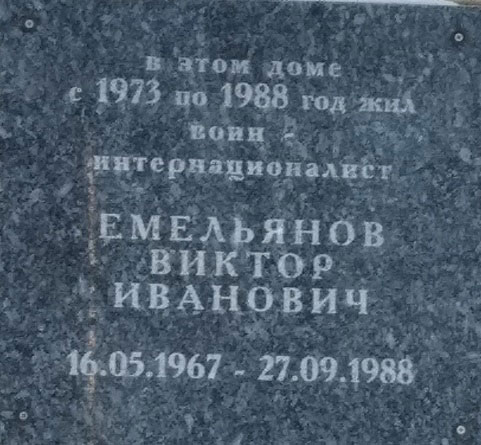 в этом доме
с 1973 по 1988 год жил
воин -
интернационалист
ЕМЕЛЬЯНОВ
ВИКТОР
ИВАНОВИЧ
16.05.1967 - 27.09.1988